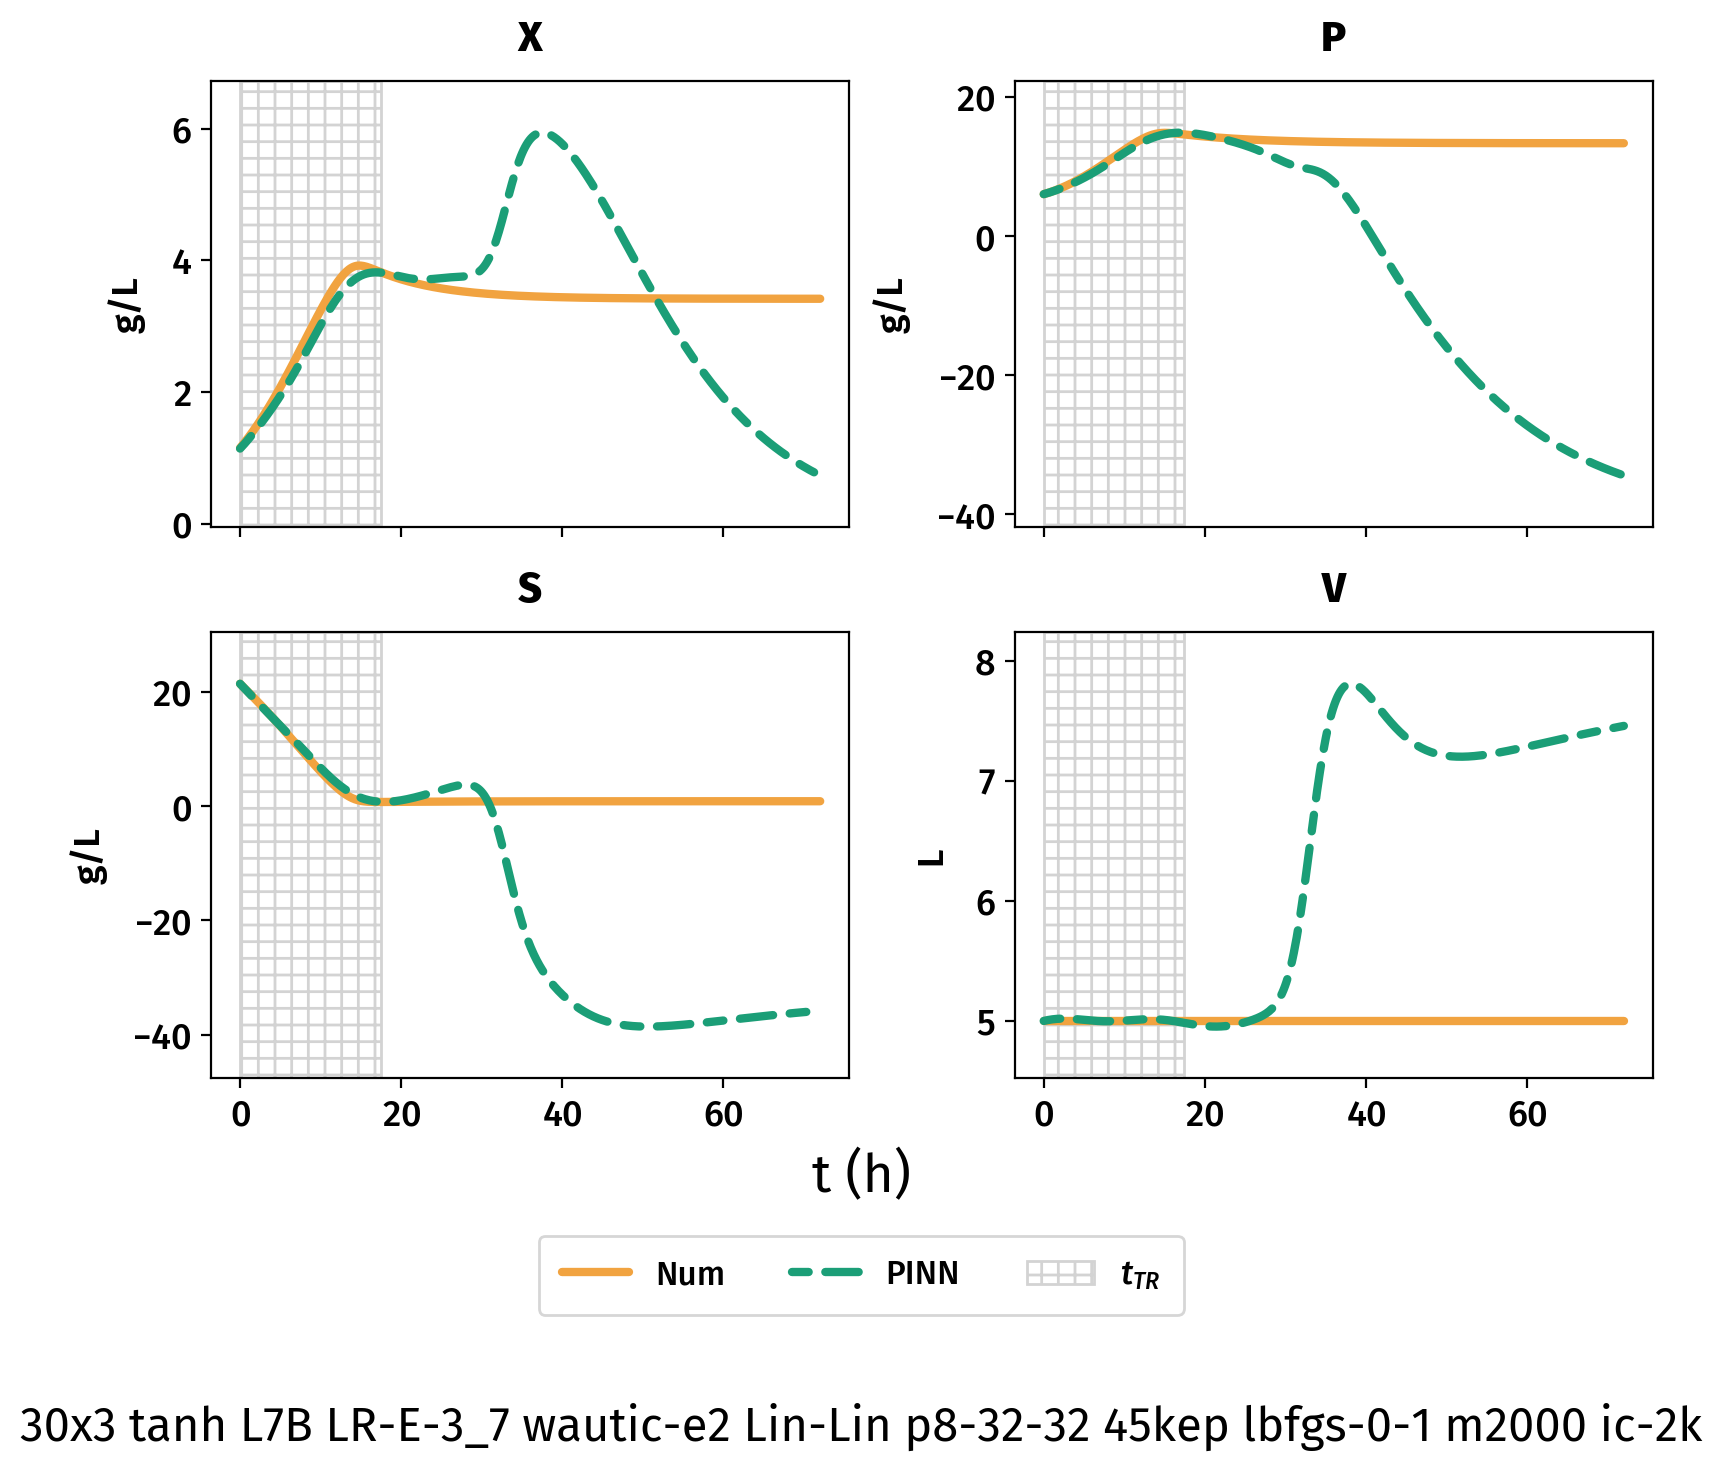 X
P
6
4
2
0
g/L
20
0
−20
−40
g/L
S
V
20
0
−20
−40
g/L
0 20 40 60
8
7
6
5
L
0 20 40 60
t (h)
Num PINN tTR
30x3 tanh L7B LR-E-3_7 wautic-e2 Lin-Lin p8-32-32 45kep lbfgs-0-1 m2000 ic-2k